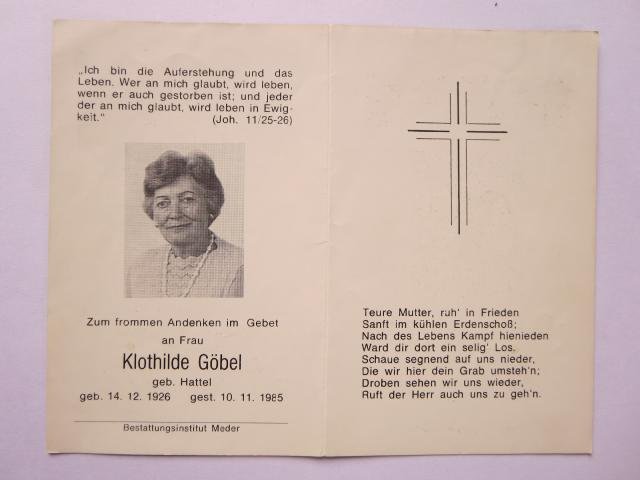 „Ich bin die Auferstehung und das
Leben. Wer an mich glaubt, wird leben,
wenn er auch gestorben ist; und jeder
der an mich glaubt, wird leben in Ewig-
keit.“ (Joh. 11/25-26)
Zum frommen Andenken im Gebet
an Frau
Klothilde Göbel
geb. Hattel
geb. 14. 12. 1926 gest. 10. 11. 1985
Bestattungsinstitut Meder
Teure Mutter, ruh' in Frieden
Sanft im kühlen Erdenschoß;
Nach des Lebens Kampf hienieden
Ward dir dort ein selig' Los.
Schaue segnend auf uns nieder,
Die wir hier dein Grab umsteh'n;
Droben sehen wir uns wieder,
Ruft der Herr auch uns zu geh'n.